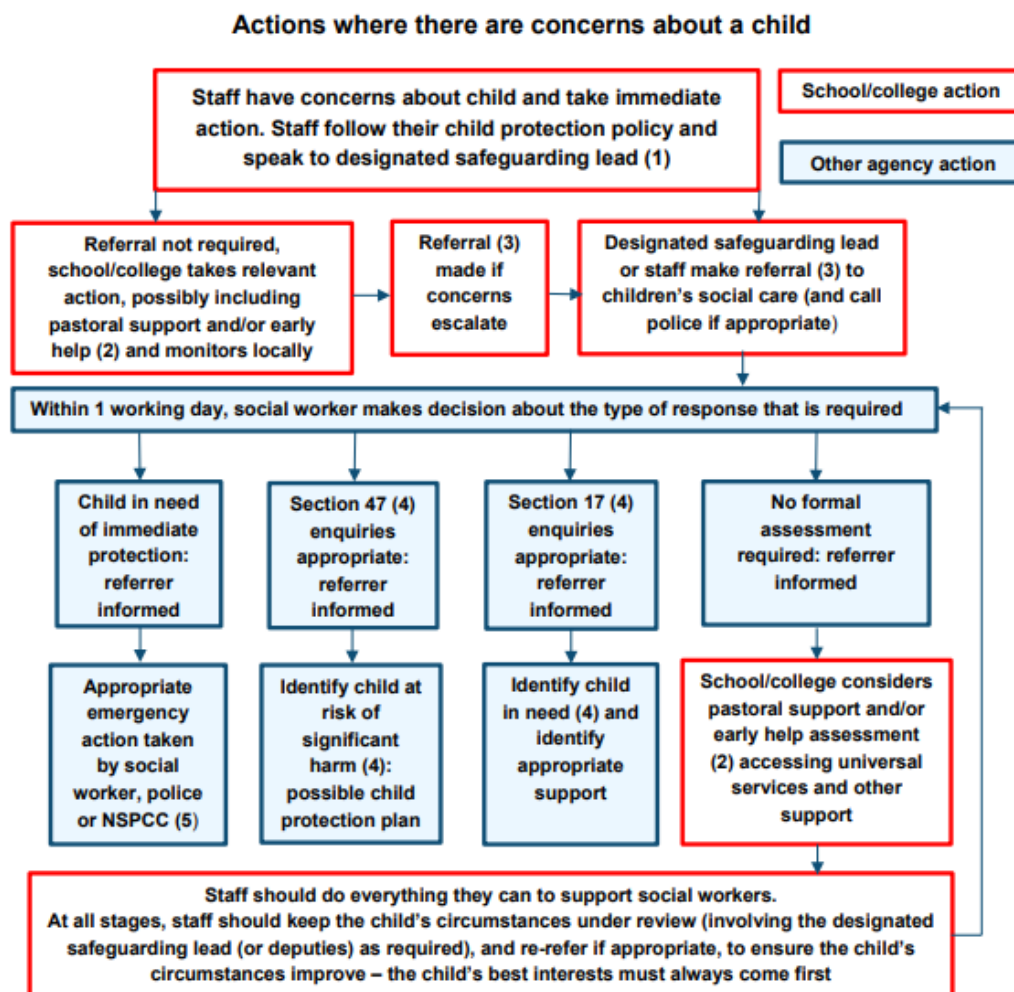 Actions where there are concerns about a child
Staff have concerns about child and take immediate
action. Staff follow their child protection policy and
speak to designated safeguarding lead (1)
School/college action
Other agency action
Referral not required,
school/college takes relevant
action, possibly including
pastoral support and/or early
help (2) and monitors locally
Referral (3)
made if
concerns
escalate
Designated safeguarding lead
or staff make referral (3) to
children’s social care (and call
police if appropriate)
Within 1 working day, social worker makes decision about the type of response that is required
Child in need
of immediate
protection:
referrer
informed
Section 47 (4)
enquiries
appropriate:
referrer
informed
Section 17 (4)
enquiries
appropriate:
referrer
informed
No formal
assessment
required: referrer
informed
Appropriate
emergency
action taken
by social
worker, police
or NSPCC (5)
Identify child at
risk of
significant
harm (4):
possible child
protection plan
Identify child
in need (4) and
identify
appropriate
support
School/college considers
pastoral support and/or
early help assessment
(2) accessing universal
services and other
support
Staff should do everything they can to support social workers.
At all stages, staff should keep the child’s circumstances under review (involving the designated
safeguarding lead (or deputies) as required), and re-refer if appropriate, to ensure the child’s
circumstances improve – the child’s best interests must always come first